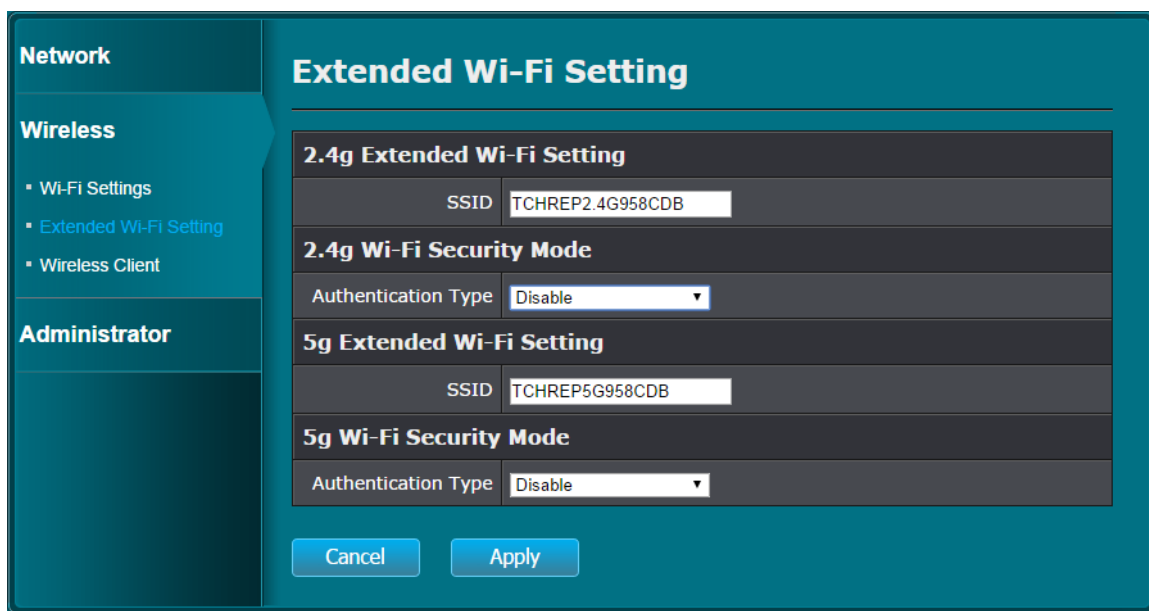 Network
Wireless
Wi-Fi Settings
Extended Wi-Fi Setting
Wireless Client
Administrator
Extended Wi-Fi Setting
2.4g Extended Wi-Fi Setting
SSID TCHREP2.4G958CDB
2.4g Wi-Fi Security Mode
Authentication Type Disable
5g Extended Wi-Fi Setting
SSID TCHREP5G958CDB
5g Wi-Fi Security Mode
Authentication Type Disable
Cancel Apply